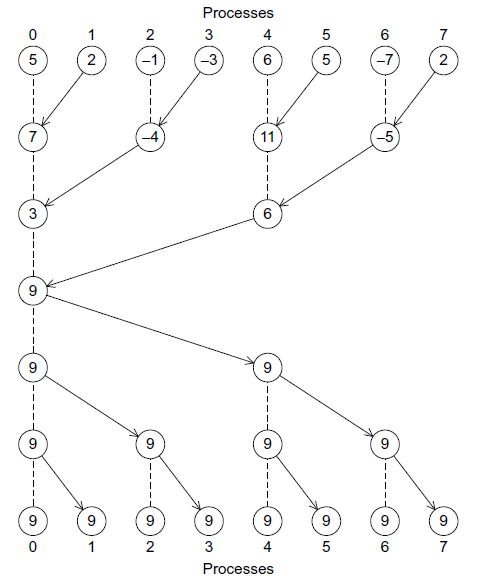 Processes
0 1 2 3 4 5 6 7
5 2 –1 –3 6 5 –7 2
7 –4 11 –5
3 6
9
9 9
9 9 9 9
9 9 9 9 9 9 9 9
0 1 2 3 4 5 6 7
Processes